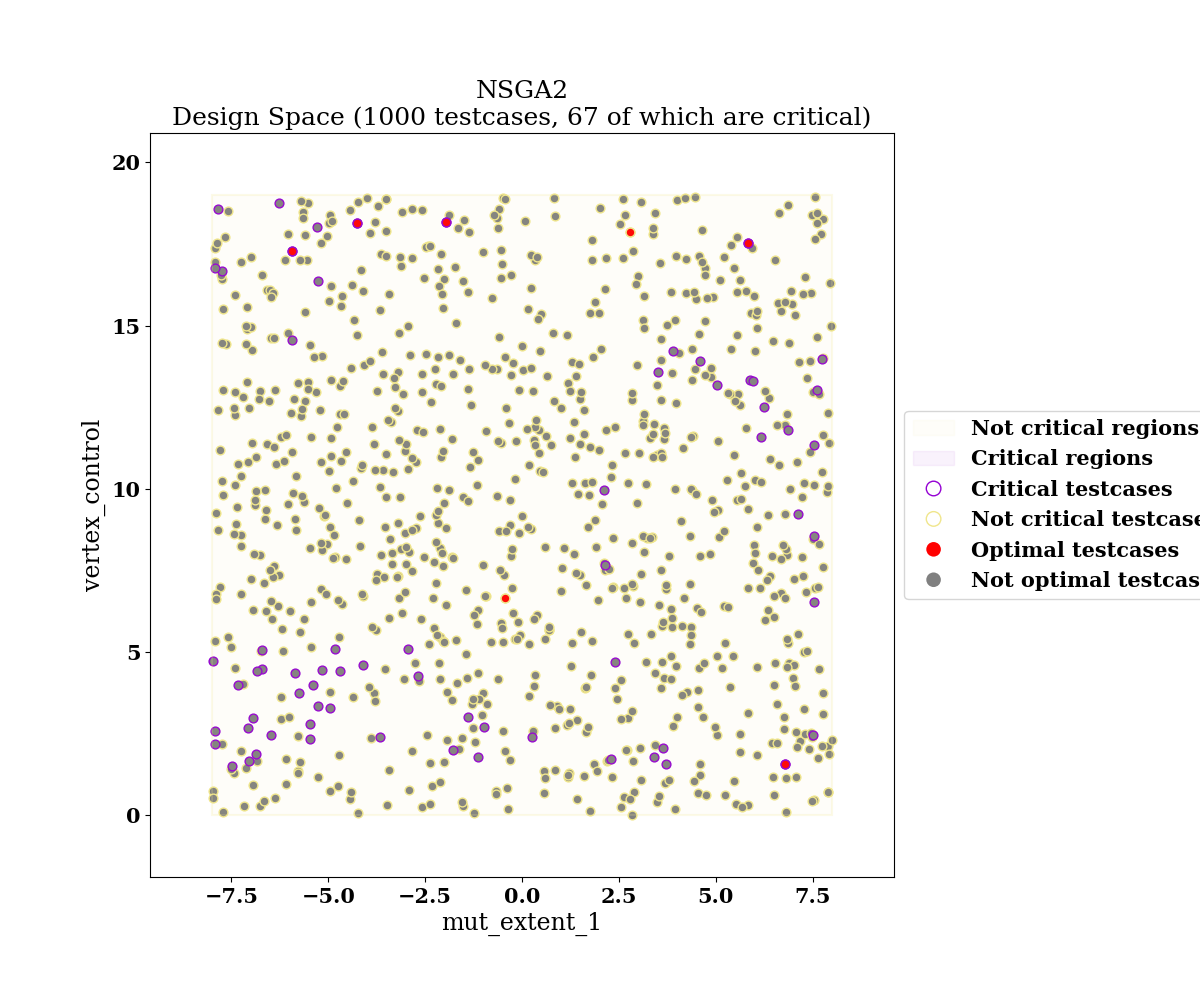 NSGA2
Design Space (1000 testcases, 67 of which are critical)
20
15
10
5
0
vertex_control
−7.5 −5.0 −2.5 0.0 2.5 5.0 7.5
mut_extent_1
Not critical regions
Critical regions
Critical testcases
Not critical testcase
Optimal testcases
Not optimal testcas